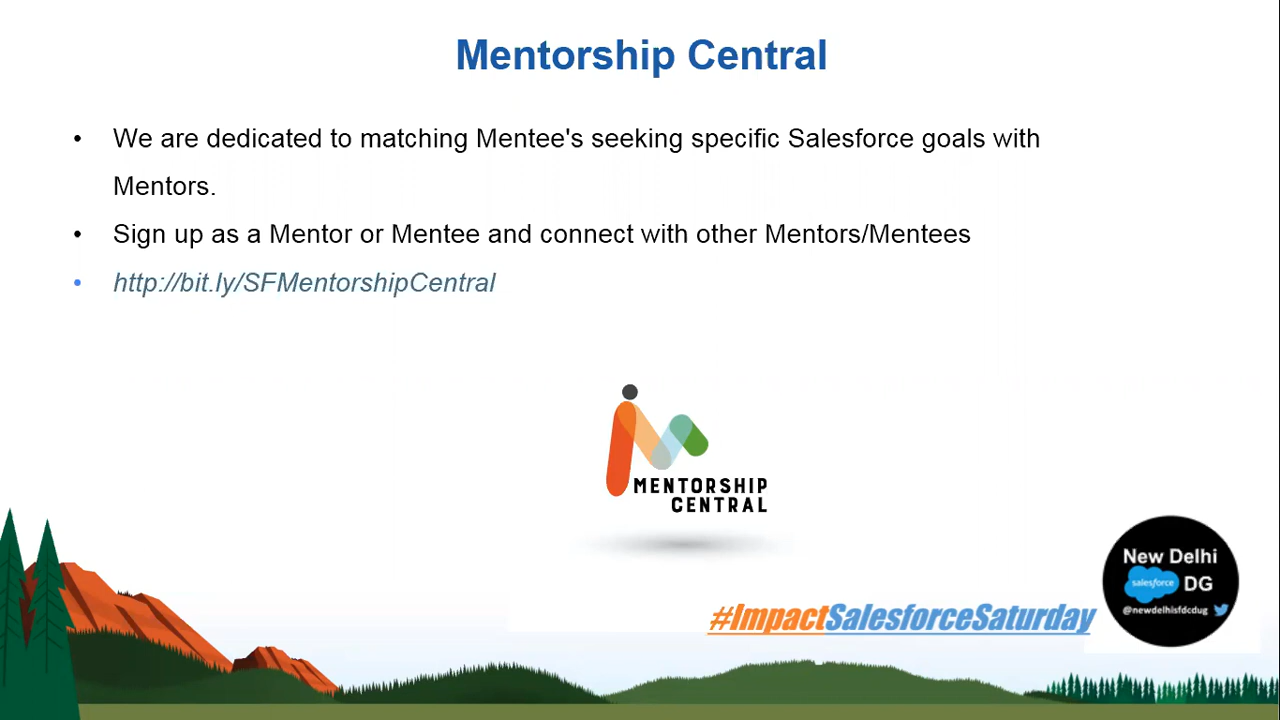 Mentorship Central
• We are dedicated to matching Mentee's seeking specific Salesforce goals with
Mentors.
• Sign up as a Mentor or Mentee and connect with other Mentors/Mentees
• http://bit.ly/SFMentorshipCentral
MENTORSHIP
CENTRAL
#ImpactSalesforceSaturday
New Delhi
salesforce DG
@newdelhisfdcdug